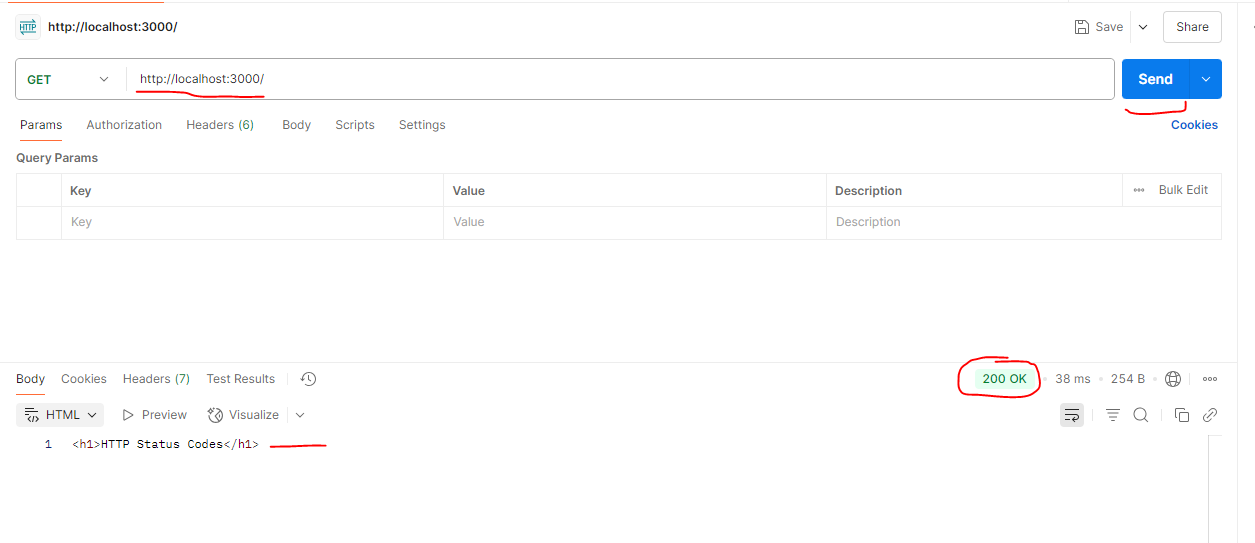 HTTP http://localhost:3000/ Save Share
GET http://localhost:3000/ Send
Params Authorization Headers (6) Body Scripts Settings Cookies
Query Params
Key Value Description Bulk Edit
Key Value Description
Body Cookies Headers (7) Test Results 200 OK • 38 ms • 254 B •
HTML Preview Visualize
1 <h1>HTTP Status Codes</h1>